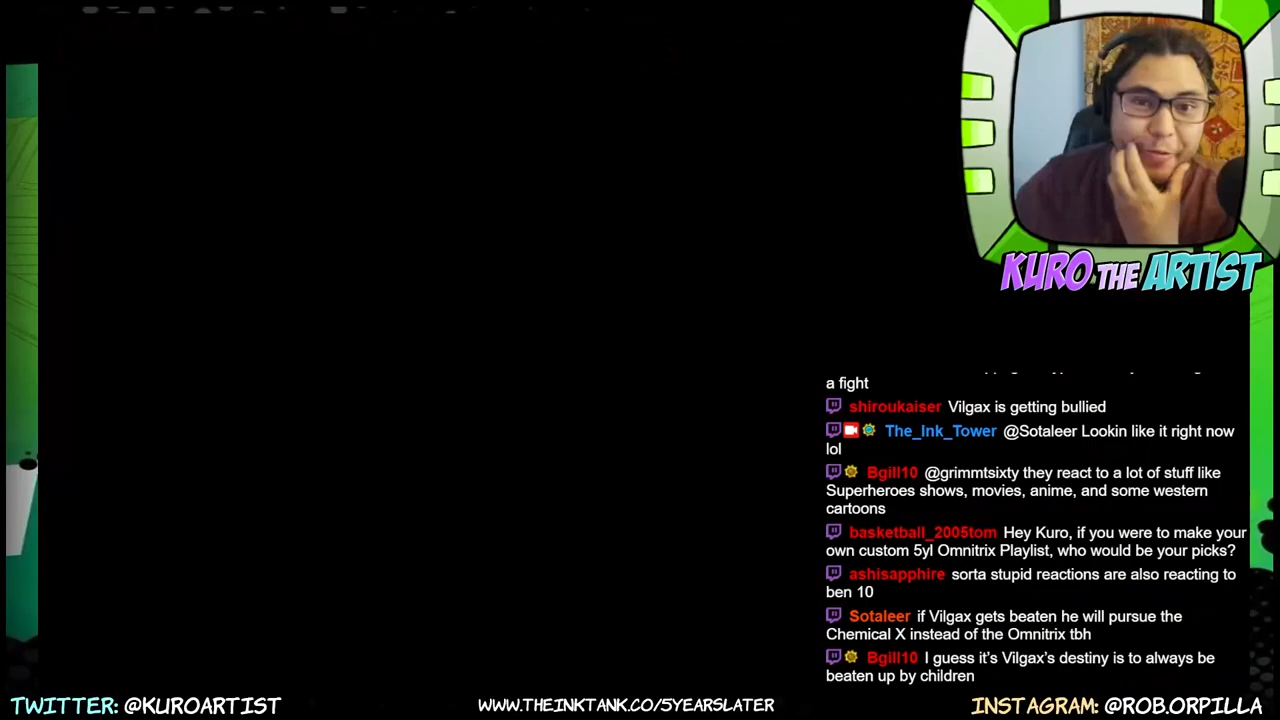 KURO THE ARTIST
a fight
shiroukaiser Vilgax is getting bullied
The_Ink_Tower @Sotaleer Lookin like it right now
lol
Bgill10 @grimmtsixty they react to a lot of stuff like
Superheroes shows, movies, anime, and some western
cartoons
basketball_2005tom Hey Kuro, if you were to make your
own custom 5yl Omnitrix Playlist, who would be your picks?
ashisapphire sorta stupid reactions are also reacting to
ben 10
Sotaleer if Vilgax gets beaten he will pursue the
Chemical X instead of the Omnitrix tbh
Bgill10 I guess it’s Vilgax’s destiny is to always be
beaten up by children
TWITTER: @KUROARTIST
WWW.THEINKTANK.CO/5YEARSLATER
INSTAGRAM: @ROB.ORPILLA